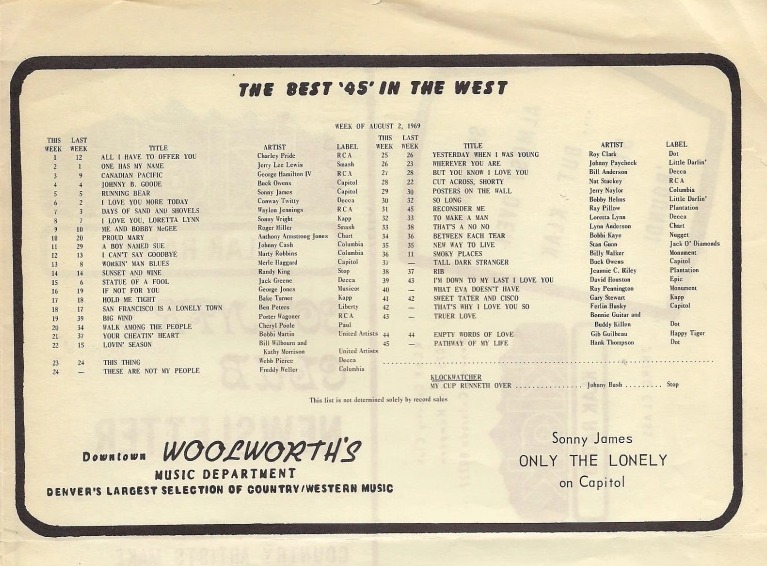 THE BEST '45' IN THE WEST
WEEK OF AUGUST 2, 1969
THIS WEEK LAST WEEK TITLE ARTIST LABEL
1 12 ALL I HAVE TO OFFER YOU Charley Pride RCA
2 1 ONE HAS MY NAME Jerry Lee Lewis Smash
3 9 CANADIAN PACIFIC George Hamilton IV RCA
4 4 JOHNNY B. GOODE Buck Owens Capitol
5 5 RUNNING BEAR Sonny James Capitol
6 2 I LOVE YOU MORE TODAY Conway Twitty Decca
7 3 DAYS OF SAND AND SHOVELS Waylon Jennings RCA
8 7 I LOVE YOU, LORETTA LYNN Sonny Wright Kapp
9 10 ME AND BOBBY McGEE Roger Miller Smash
10 20 PROUD MARY Anthony Armstrong Jones Chart
11 29 A BOY NAMED SUE Johnny Cash Columbia
12 13 I CAN'T SAY GOODBYE Marty Robbins Columbia
13 8 WORKIN' MAN BLUES Merle Haggard Capitol
14 14 SUNSET AND WINE Randy King Stop
15 6 STATUE OF A FOOL Jack Greene Decca
16 19 IF NOT FOR YOU George Jones Musicor
17 18 HOLD ME TIGHT Bake Turner Kapp
18 17 SAN FRANCISCO IS A LONELY TOWN Ben Peters Liberty
19 39 BIG WIND Porter Wagoner RCA
20 34 WALK AMONG THE PEOPLE Cheryl Poole Paul
21 37 YOUR CHEATIN' HEART Bobbi Martin United Artists
22 15 LOVIN' SEASON Bill Wilbourn and
Kathy Morrison United Artists
23 24 THIS THING Webb Pierce Decca
24 — THESE ARE NOT MY PEOPLE Freddy Weller Columbia
THIS WEEK LAST WEEK TITLE ARTIST LABEL
25 26 YESTERDAY WHEN I WAS YOUNG Roy Clark Dot
26 23 WHEREVER YOU ARE Johnny Paycheck Little Darlin'
27 28 BUT YOU KNOW I LOVE YOU Bill Anderson Decca
28 22 CUT ACROSS, SHORTY Nat Stuckey RCA
29 30 POSTERS ON THE WALL Jerry Naylor Columbia
30 32 SO LONG Bobby Helms Little Darlin'
31 45 RECONSIDER ME Ray Pillow Plantation
32 33 TO MAKE A MAN Loretta Lynn Decca
33 38 THAT'S A NO NO Lynn Anderson Chart
34 36 BETWEEN EACH TEAR Bobbi Kaye Nugget
35 35 NEW WAY TO LIVE Stan Gunn Jack O' Diamonds
36 11 SMOKY PLACES Billy Walker Monument
37 — TALL DARK STRANGER Buck Owens Capitol
38 37 RIB Jeannie C. Riley Plantation
39 43 I'M DOWN TO MY LAST I LOVE YOU David Houston Epic
40 — WHAT EVA DOESN'T HAVE Ray Pennington Monument
41 42 SWEET TATER AND CISCO Gary Stewart Kapp
42 — THAT'S WHY I LOVE YOU SO Ferlin Husky Capitol
43 — TRUER LOVE Bonnie Guitar and
Buddy Killen Dot
44 44 EMPTY WORDS OF LOVE Gib Guilbeau Happy Tiger
45 — PATHWAY OF MY LIFE Hank Thompson Dot
KLOCKWATCHER
MY CUP RUNNETH OVER ................. Johnny Bush ......... Stop
This list is not determined solely by record sales
Downtown WOOLWORTH'S
MUSIC DEPARTMENT
DENVER'S LARGEST SELECTION OF COUNTRY/WESTERN MUSIC
Sonny James
ONLY THE LONELY
on Capitol